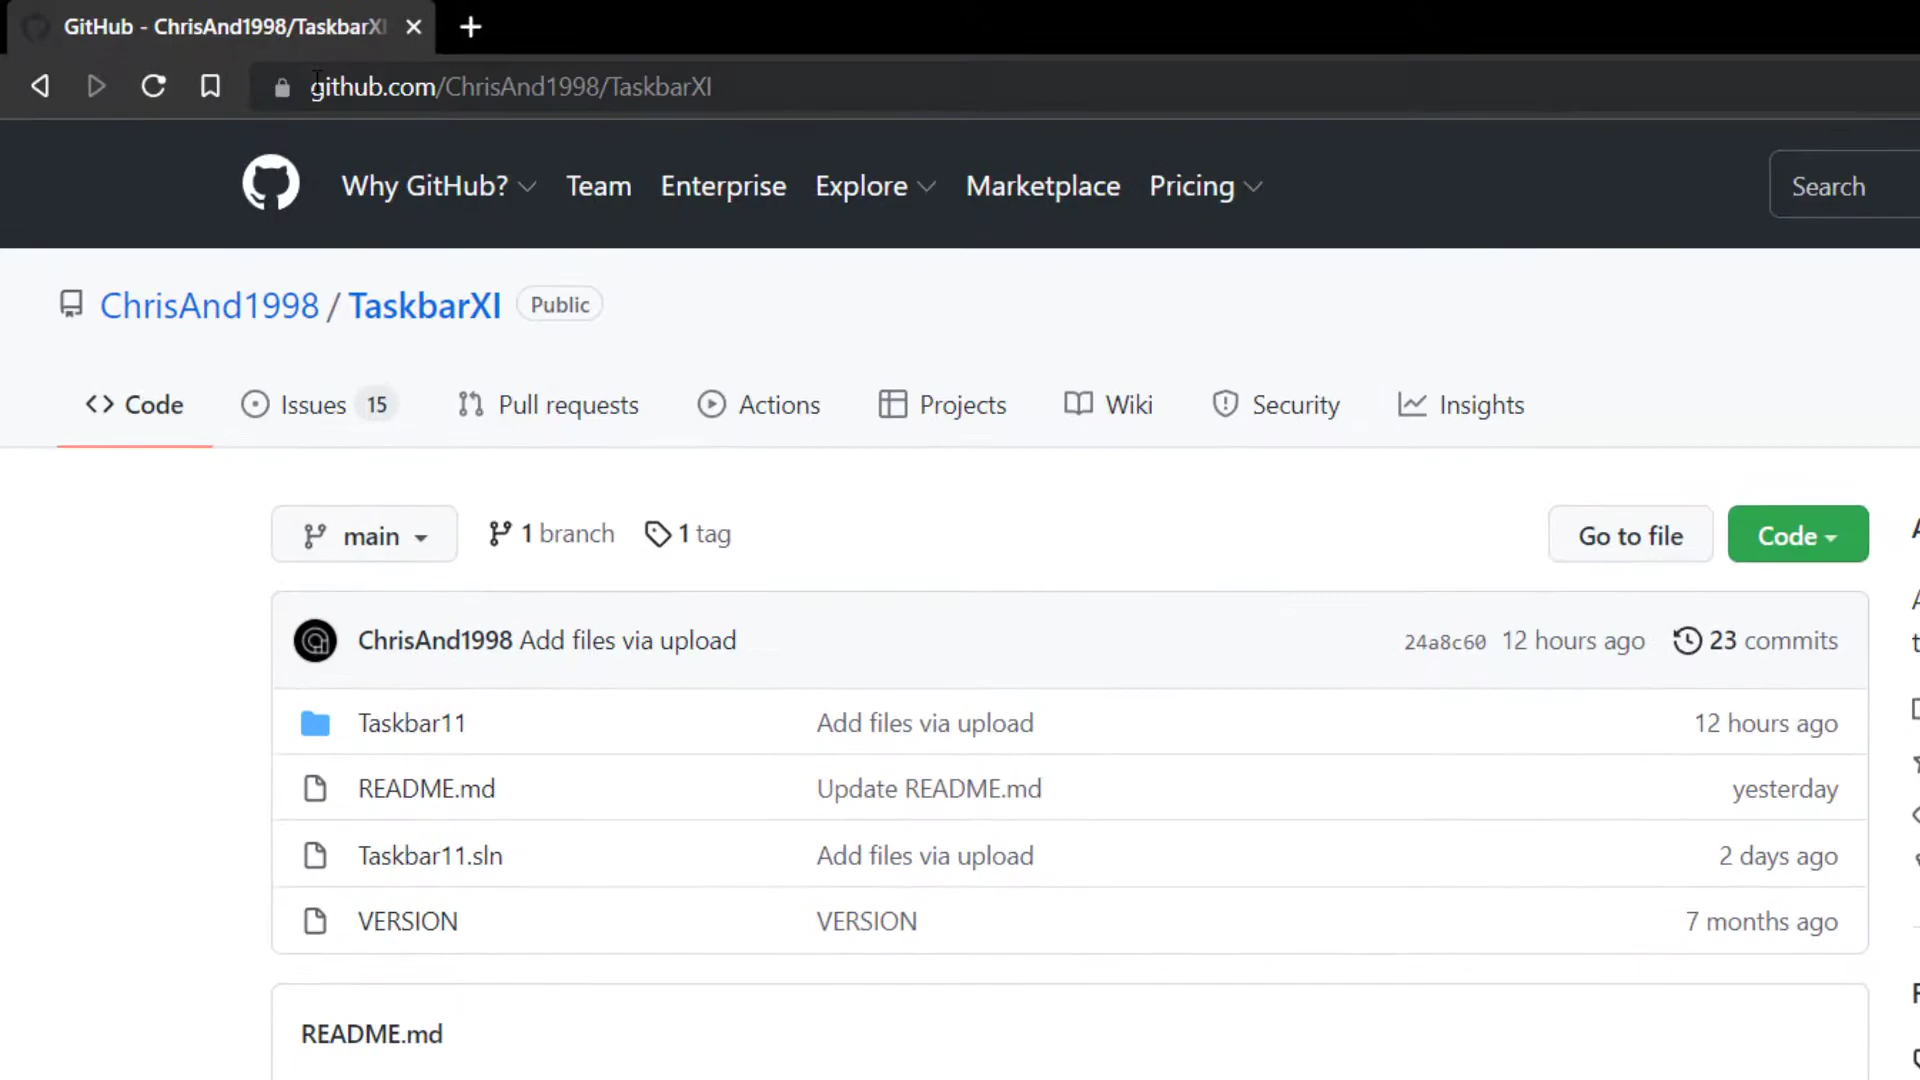 GitHub - ChrisAnd1998/TaskbarXI
github.com/ChrisAnd1998/TaskbarXI
Why GitHub? Team Enterprise Explore Marketplace Pricing Search
ChrisAnd1998 / TaskbarXI Public
Code Issues 15 Pull requests Actions Projects Wiki Security Insights
main 1 branch 1 tag Go to file Code
ChrisAnd1998 Add files via upload 24a8c60 12 hours ago 23 commits
Taskbar11 Add files via upload 12 hours ago
README.md Update README.md yesterday
Taskbar11.sln Add files via upload 2 days ago
VERSION VERSION 7 months ago
README.md